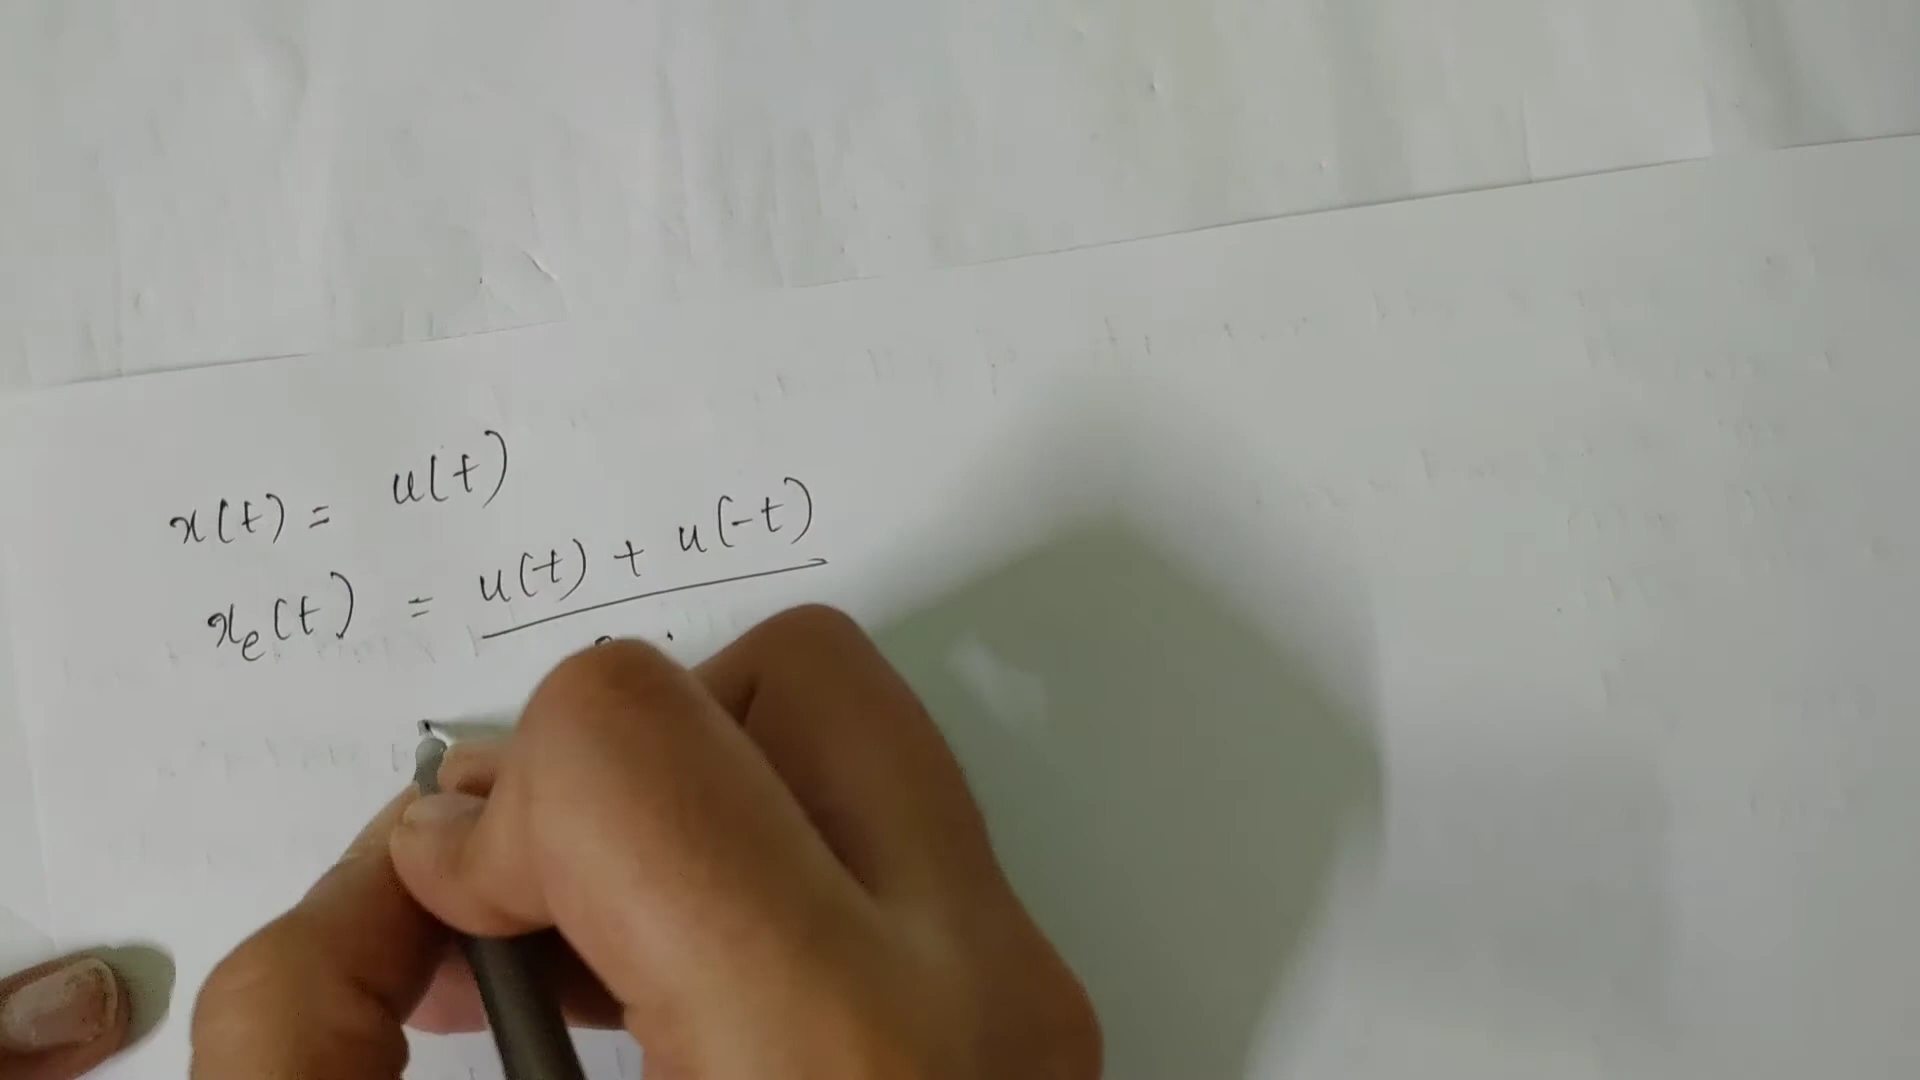 x(t) = u(t)
xe(t) = u(t) + u(-t)